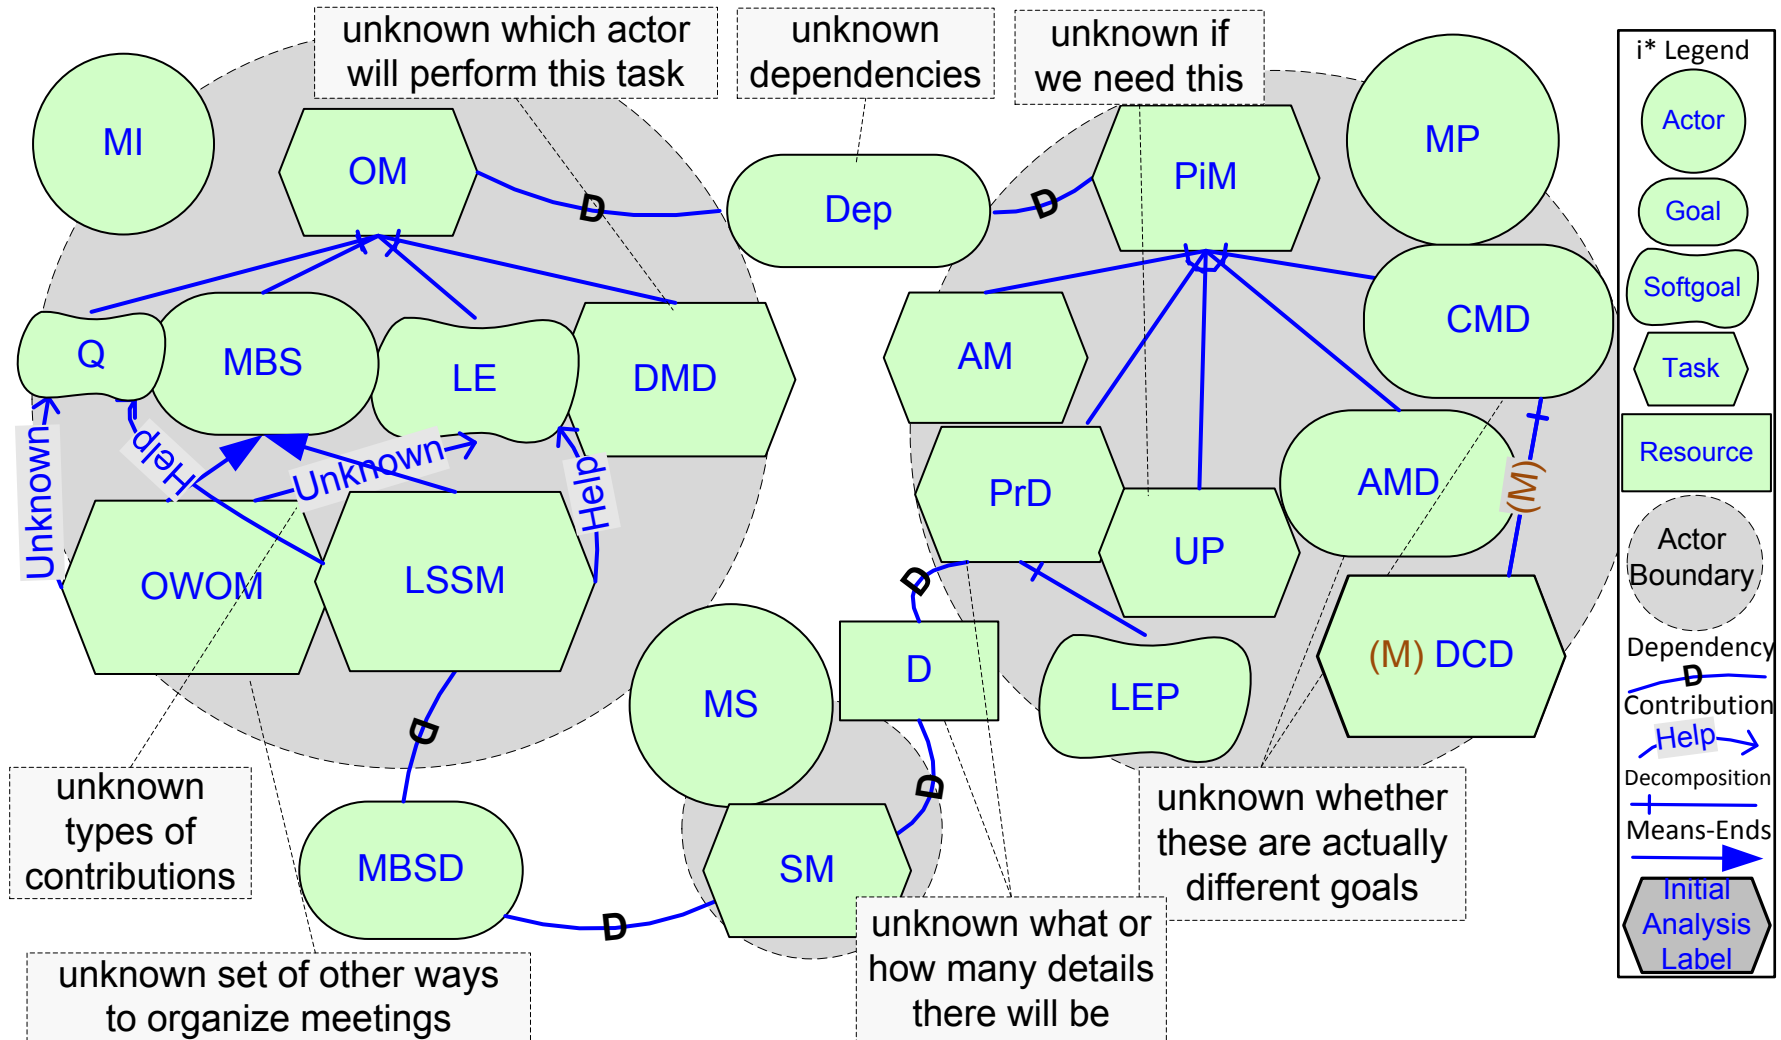 unknown which actor
will perform this task
unknown
dependencies
unknown if
we need this
i* Legend
MI
OM
D
Dep
D
PiM
MP
Actor
Goal
Softgoal
Task
Resource
Actor
Boundary
Dependency
D
Contribution
Help
Decomposition
Means-Ends
Initial
Analysis
Label
Q
MBS
LE
DMD
AM
CMD
Unknown
Help
Unknown
Help
PrD
UP
AMD
(M)
OWOM
LSSM
D
D
(M) DCD
LEP
MS
D
D
unknown
types of
contributions
MBSD
D
SM
unknown whether
these are actually
different goals
unknown what or
how many details
there will be
unknown set of other ways
to organize meetings